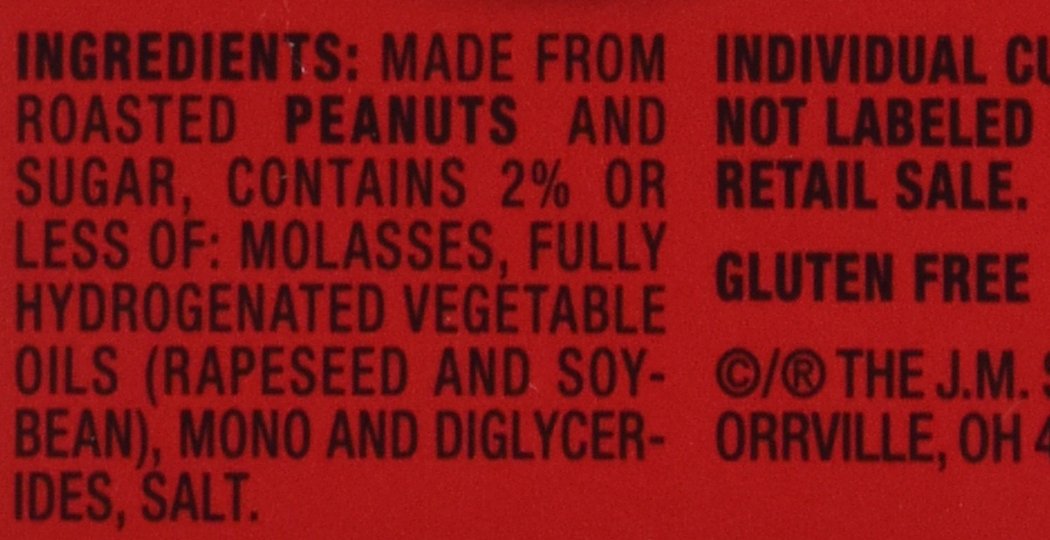 INGREDIENTS: MADE FROM
ROASTED PEANUTS AND
SUGAR, CONTAINS 2% OR
LESS OF: MOLASSES, FULLY
HYDROGENATED VEGETABLE
OILS (RAPESEED AND SOY-
BEAN), MONO AND DIGLYCER-
IDES, SALT.
INDIVIDUAL
NOT LABELED
RETAIL SALE.
GLUTEN FREE
©/® THE J.M.
ORRVILLE, OH